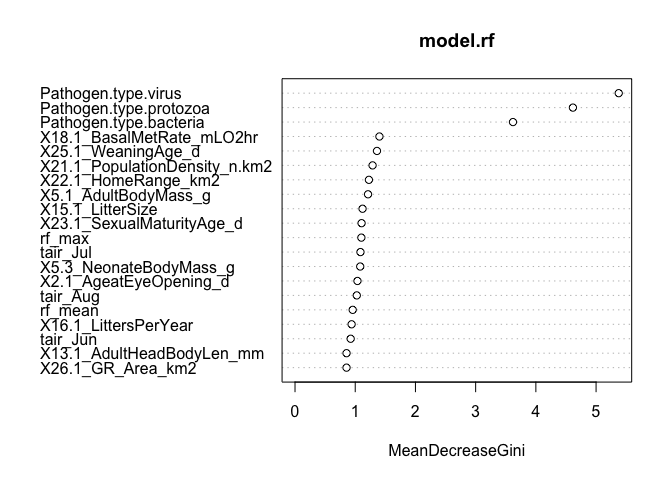 model.rf
Pathogen.type.virus
Pathogen.type.protozoa
Pathogen.type.bacteria
X18.1_BasalMetRate_mLO2hr
X25.1_WeaningAge_d
X21.1_PopulationDensity_n.km2
X22.1_HomeRange_km2
X5.1_AdultBodyMass_g
X15.1_LitterSize
X23.1_SexualMaturityAge_d
rf_max
tair_Jul
X5.3_NeonateBodyMass_g
X2.1_AgeatEyeOpening_d
tair_Aug
rf_mean
X16.1_LittersPerYear
tair_Jun
X13.1_AdultHeadBodyLen_mm
X26.1_GR_Area_km2
0 1 2 3 4 5
MeanDecreaseGini